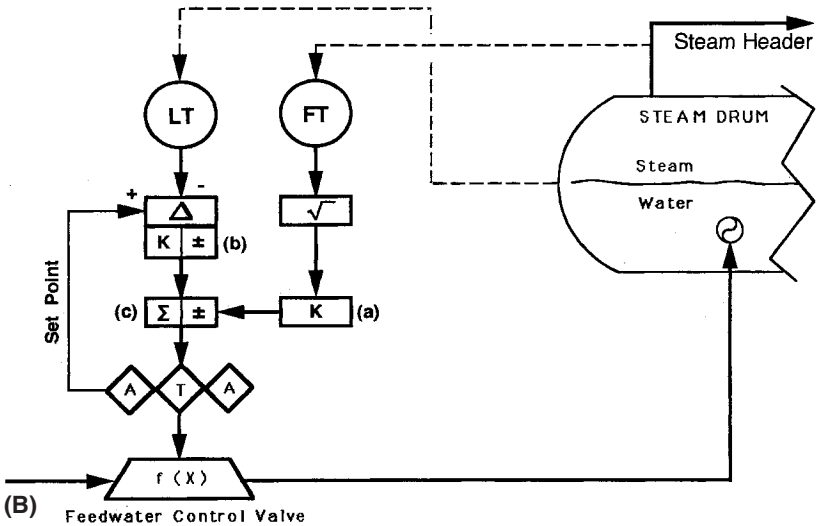 Steam Header
LT
FT
STEAM DRUM
Steam
Water
+
-
Δ
√
K ±
(b)
(c)
Σ ±
K
(a)
Set Point
A
T
A
f (X)
(B)
Feedwater Control Valve